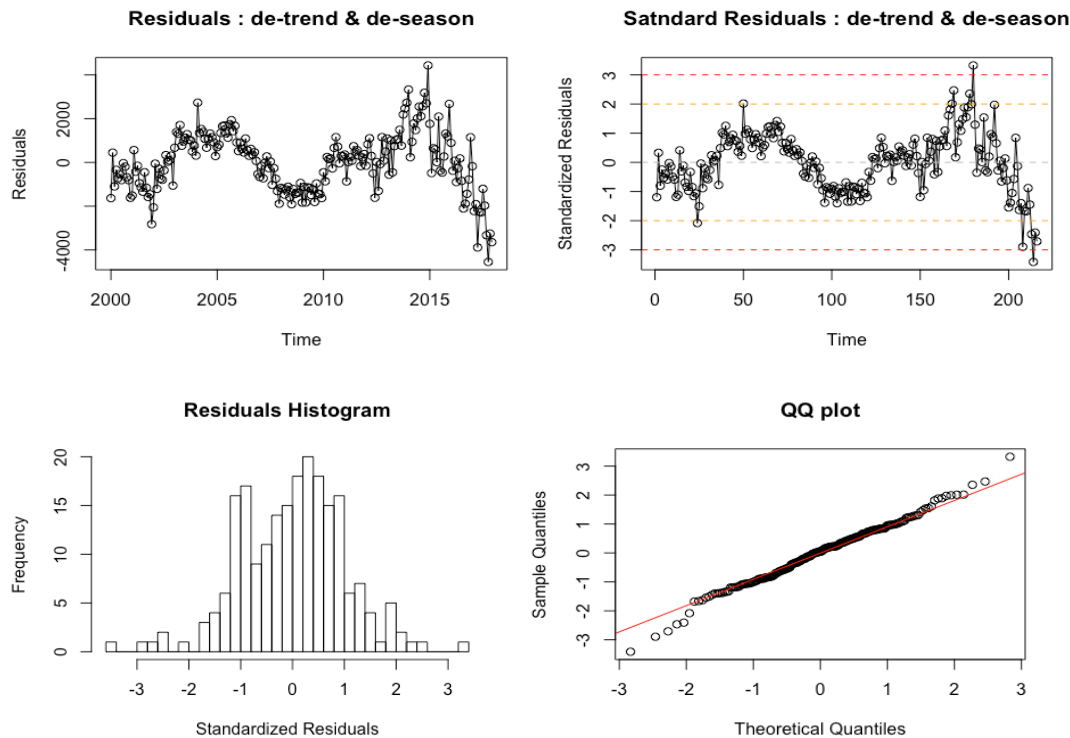 Residuals : de-trend & de-season
Residuals
2000
0
-4000
2000 2005 2010 2015
Time
Satndard Residuals : de-trend & de-season
Standardized Residuals
3
2
1
0
-1
-2
-3
0 50 100 150 200
Time
Residuals Histogram
Frequency
20
15
10
5
0
-3 -2 -1 0 1 2 3
Standardized Residuals
QQ plot
Sample Quantiles
3
2
1
0
-1
-2
-3
-3 -2 -1 0 1 2 3
Theoretical Quantiles